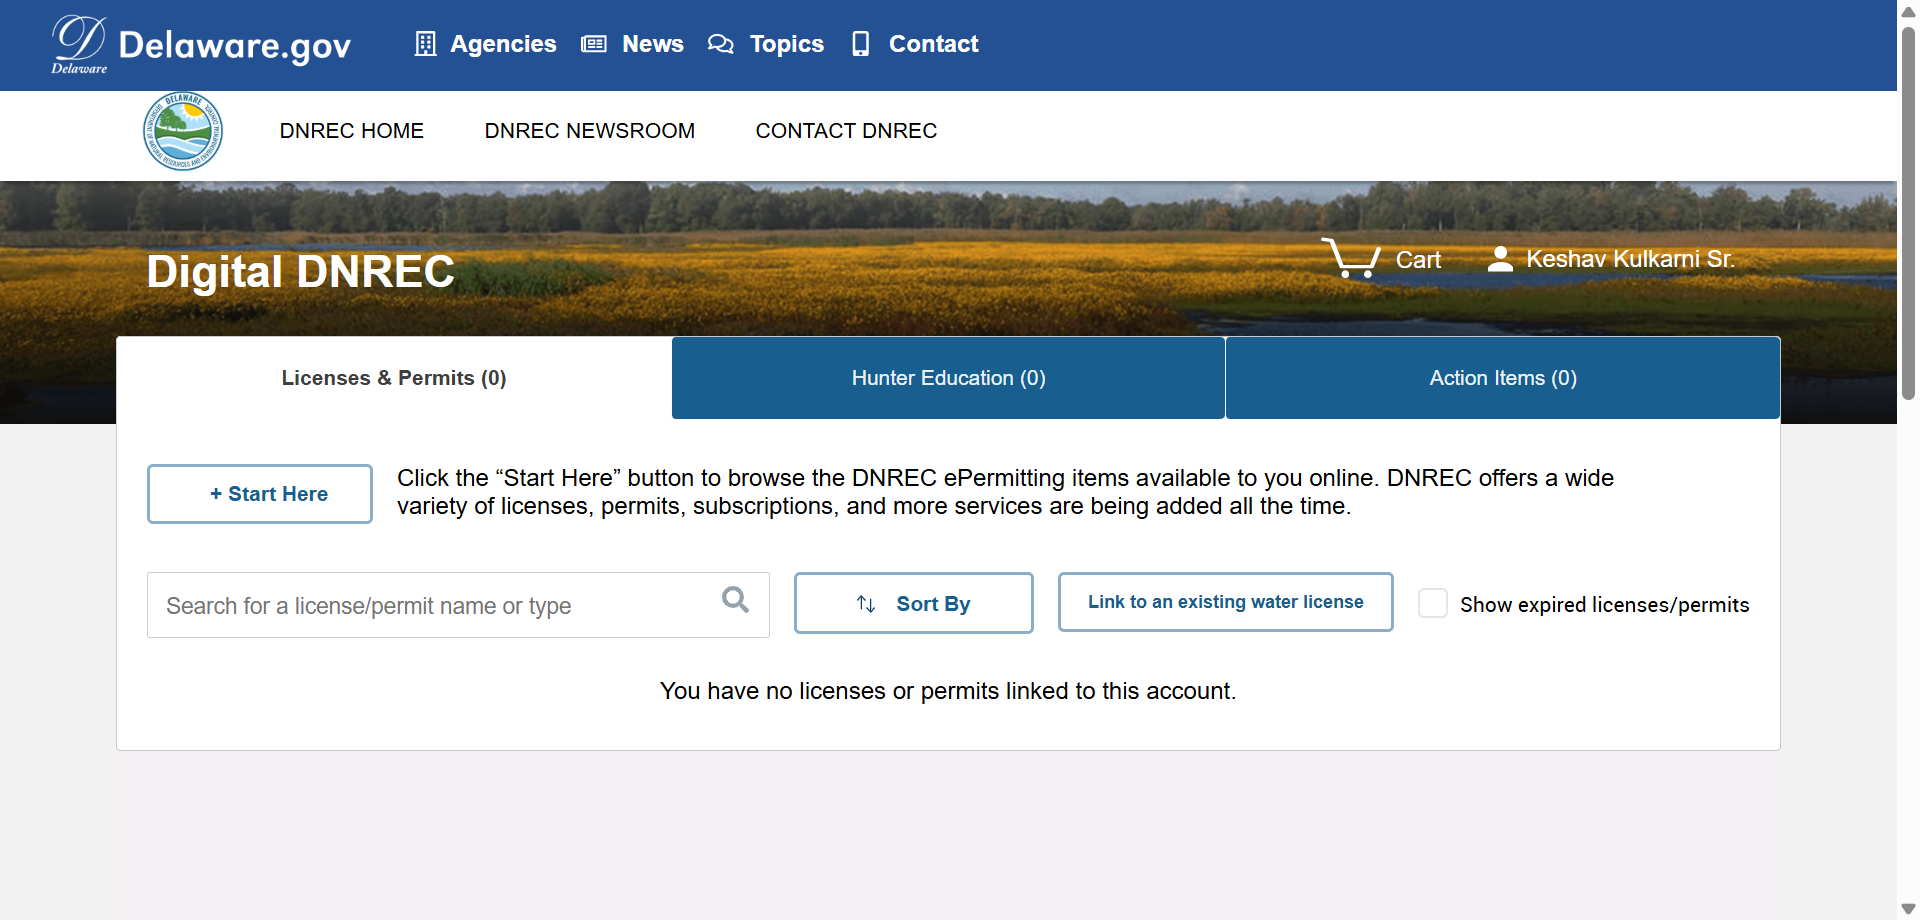 Delaware
Delaware.gov
Agencies
News
Topics
Contact
DNREC HOME
DNREC NEWSROOM
CONTACT DNREC
Digital DNREC
Cart
Keshav Kulkarni Sr.
Licenses & Permits (0)
Hunter Education (0)
Action Items (0)
+ Start Here
Click the “Start Here” button to browse the DNREC ePermitting items available to you online. DNREC offers a wide
variety of licenses, permits, subscriptions, and more services are being added all the time.
Search for a license/permit name or type
Sort By
Link to an existing water license
Show expired licenses/permits
You have no licenses or permits linked to this account.